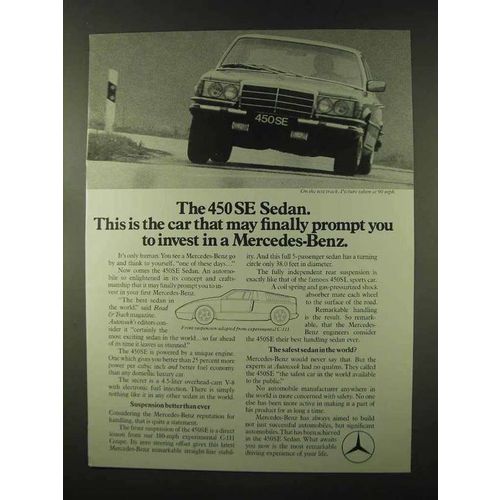 450SE
On the test track. Picture taken at 90 mph.
The 450SE Sedan.
This is the car that may finally prompt you
to invest in a Mercedes-Benz.
It's only human. You see a Mercedes-Benz go
by and think to yourself, "one of these days..."
Now comes the 450SE Sedan. An automo-
bile so enlightened in its concept and crafts-
manship that it may finally prompt you to in-
vest in your first Mercedes-Benz.
"The best sedan in
the world," said Road
& Track magazine.
Autoweek's editors con-
sider it "certainly the
most exciting sedan in the world...so far
ahead of its time it leaves us stunned."
The 450SE is powered by a unique engine.
One which gives you better than 25 percent more
power per cubic inch and better fuel economy
than any domestic luxury car.
The secret is a 4.5-liter overhead-cam V-8
with electronic fuel injection. There is simply
nothing like it in any other sedan in the world.
Suspension better than ever
Considering the Mercedes-Benz reputation for
handling, that is quite a statement.
The front suspension of the 450SE is a direct
lesson from our 180-mph experimental C-111
Coupe. Its zero steering offset gives this latest
Mercedes-Benz remarkable straight-line stabil-
Front suspension adapted from experimental C-111.
ity. And this full 5-passenger sedan has a turning
circle only 38.0 feet in diameter.
The fully independent rear suspension is
exactly like that of the famous 450SL sports car.
A coil spring and gas-pressurized shock
absorber mate each wheel
to the surface of the road.
Remarkable handling
is the result. So remark-
able, that the Mercedes-
Benz engineers consider
the 450SE their best handling sedan ever.
The safest sedan in the world?
Mercedes-Benz would never say that. But the
experts at Autoweek had no qualms. They called the
450SE "the safest car in the world available
to the public."
No automobile manufacturer anywhere in
the world is more concerned with safety. No one
else has been more active in making it a part of
his product for as long a time.
Mercedes-Benz has always aimed to build
not just successful automobiles, but significant
automobiles. That has been achieved
in the 450SE Sedan. What awaits
you now is the most remarkable
driving experience of your life.